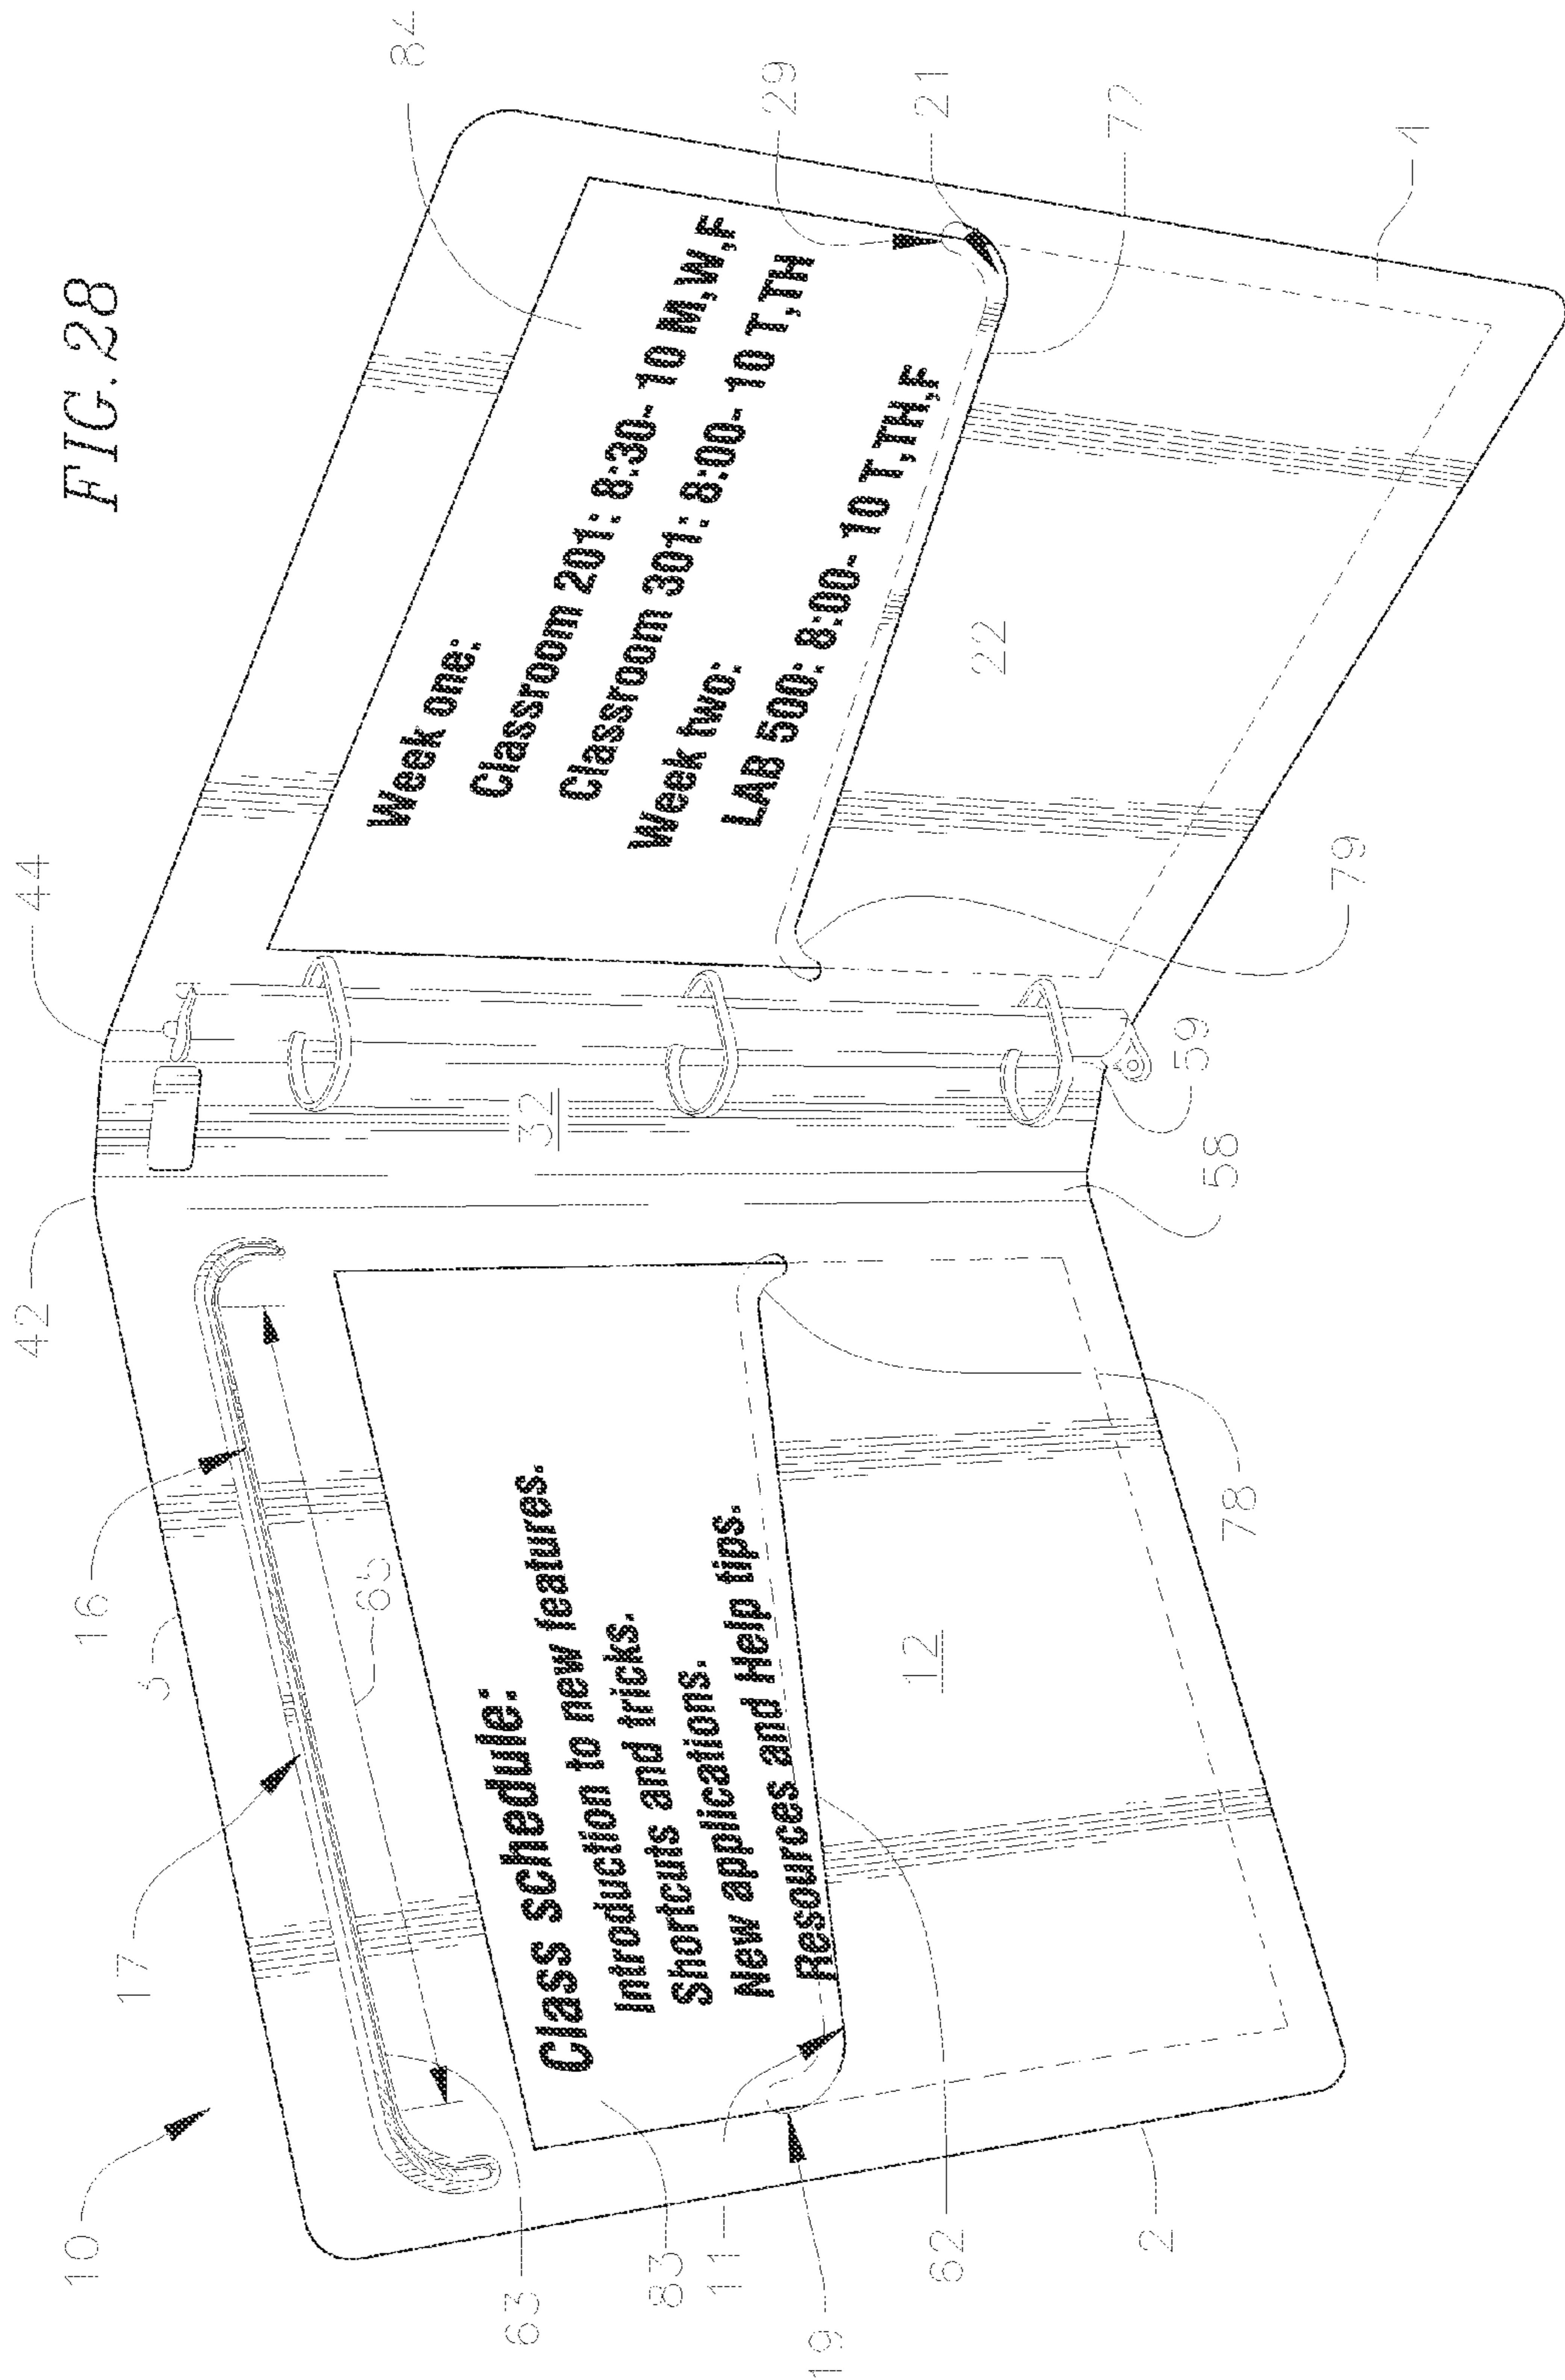 42
44
10
16
FIG. 28
17
3
65
84
Class schedule:
Introduction to new features.
Shortcuts and tricks.
New applications.
Resources and Help tips.
Week one:
Classroom 201: 8:30- 10 M,W,F
Classroom 301: 8:00- 10 T,TH
Week two:
LAB 500: 8:00- 10 T,TH,F
32
63
83
11
19
62
12
29
21
22
77
2
59
58
78
79